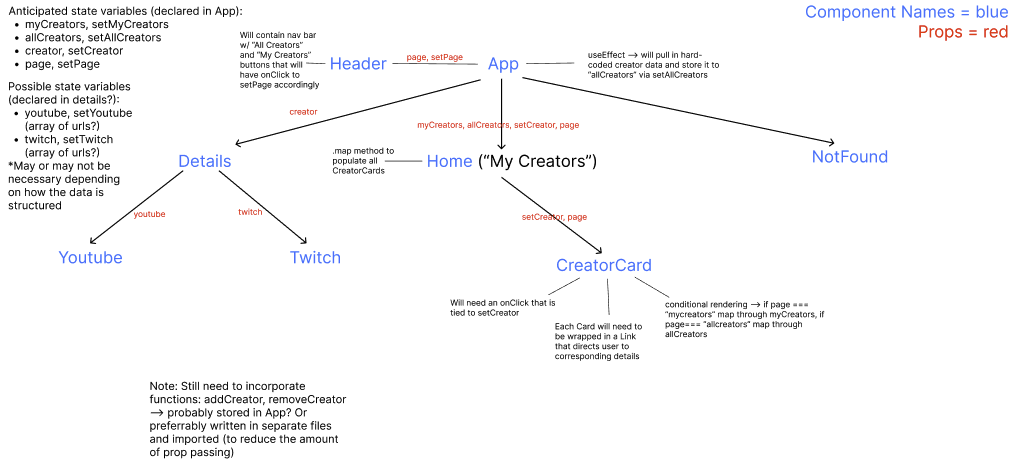 Anticipated state variables (declared in App):
• myCreators, setMyCreators
• allCreators, setAllCreators
• creator, setCreator
• page, setPage
Possible state variables
(declared in details?):
• youtube, setYoutube
(array of urls?)
• twitch, setTwitch
(array of urls?)
*May or may not be
necessary depending
on how the data is
structured
Component Names = blue
Props = red
Will contain nav bar
w/ "All Creators"
and "My Creators"
buttons that will
have onClick to
setPage accordingly
Header
page, setPage
App
useEffect —> will pull in hard-
coded creator data and store it to
"allCreators" via setAllCreators
creator
myCreators, allCreators, setCreator, page
Details
.map method to
populate all
CreatorCards
Home ("My Creators")
NotFound
youtube
twitch
setCreator, page
Youtube
Twitch
CreatorCard
Will need an onClick that is
tied to setCreator
Each Card will need to
be wrapped in a Link
that directs user to
corresponding details
conditional rendering —> if page ===
"mycreators" map through myCreators, if
page=== "allcreators" map through
allCreators
Note: Still need to incorporate
functions: addCreator, removeCreator
—> probably stored in App? Or
preferrably written in separate files
and imported (to reduce the amount
of prop passing)